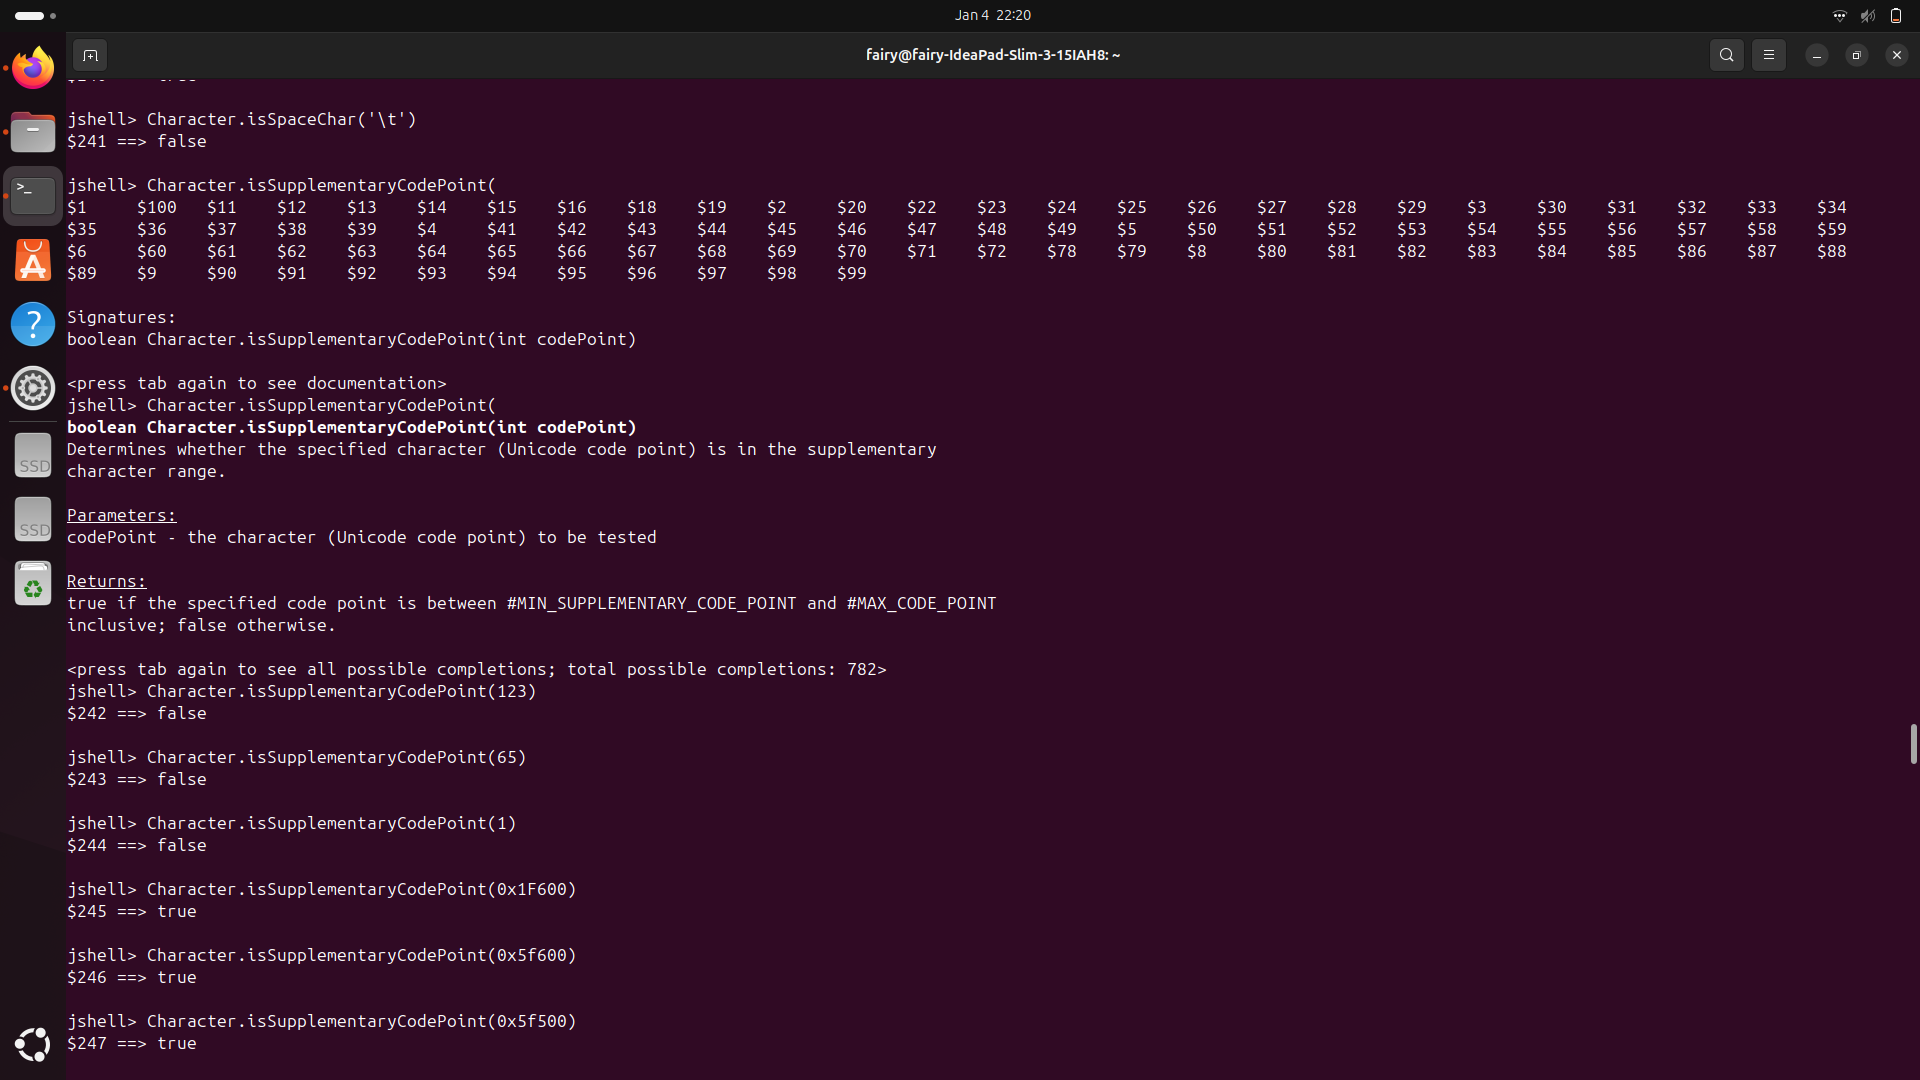 Jan 4 22:20
fairy@fairy-IdeaPad-Slim-3-15IAH8: ~
jshell> Character.isSpaceChar('\t')
$241 ==> false
jshell> Character.isSupplementaryCodePoint(
$1 $100 $11 $12 $13 $14 $15 $16 $18 $19 $2 $20 $22 $23 $24 $25 $26 $27 $28 $29 $3 $30 $31 $32 $33 $34
$35 $36 $37 $38 $39 $4 $41 $42 $43 $44 $45 $46 $47 $48 $49 $5 $50 $51 $52 $53 $54 $55 $56 $57 $58 $59
$6 $60 $61 $62 $63 $64 $65 $66 $67 $68 $69 $70 $71 $72 $78 $79 $8 $80 $81 $82 $83 $84 $85 $86 $87 $88
$89 $9 $90 $91 $92 $93 $94 $95 $96 $97 $98 $99
Signatures:
boolean Character.isSupplementaryCodePoint(int codePoint)
<press tab again to see documentation>
jshell> Character.isSupplementaryCodePoint(
boolean Character.isSupplementaryCodePoint(int codePoint)
Determines whether the specified character (Unicode code point) is in the supplementary
character range.
Parameters:
codePoint - the character (Unicode code point) to be tested
Returns:
true if the specified code point is between #MIN_SUPPLEMENTARY_CODE_POINT and #MAX_CODE_POINT
inclusive; false otherwise.
<press tab again to see all possible completions; total possible completions: 782>
jshell> Character.isSupplementaryCodePoint(123)
$242 ==> false
jshell> Character.isSupplementaryCodePoint(65)
$243 ==> false
jshell> Character.isSupplementaryCodePoint(1)
$244 ==> false
jshell> Character.isSupplementaryCodePoint(0x1F600)
$245 ==> true
jshell> Character.isSupplementaryCodePoint(0x5f600)
$246 ==> true
jshell> Character.isSupplementaryCodePoint(0x5f500)
$247 ==> true
>_
?
SSD
SSD